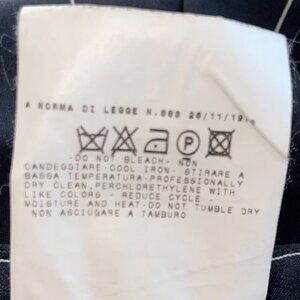 A NORMA DI LEGGE N.883 26/11/19
P
-DO NOT BLEACH- NON
CANDEGGIARE-COOL IRON- STIRARE A
BASSA TEMPERATURA-PROFESSIONALLY
DRY CLEAN,PERCHLORETHYLENE WITH
LIKE COLORS - REDUCE CYCLE -
MOISTURE AND HEAT-DO NOT TUMBLE DRY
NON ASCIUGARE A TAMBURO